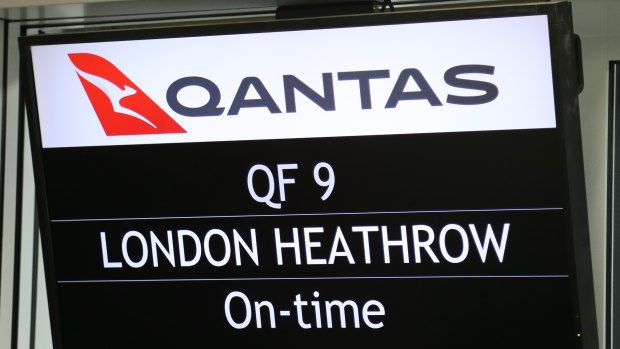 QANTAS
QF 9
LONDON HEATHROW
On-time